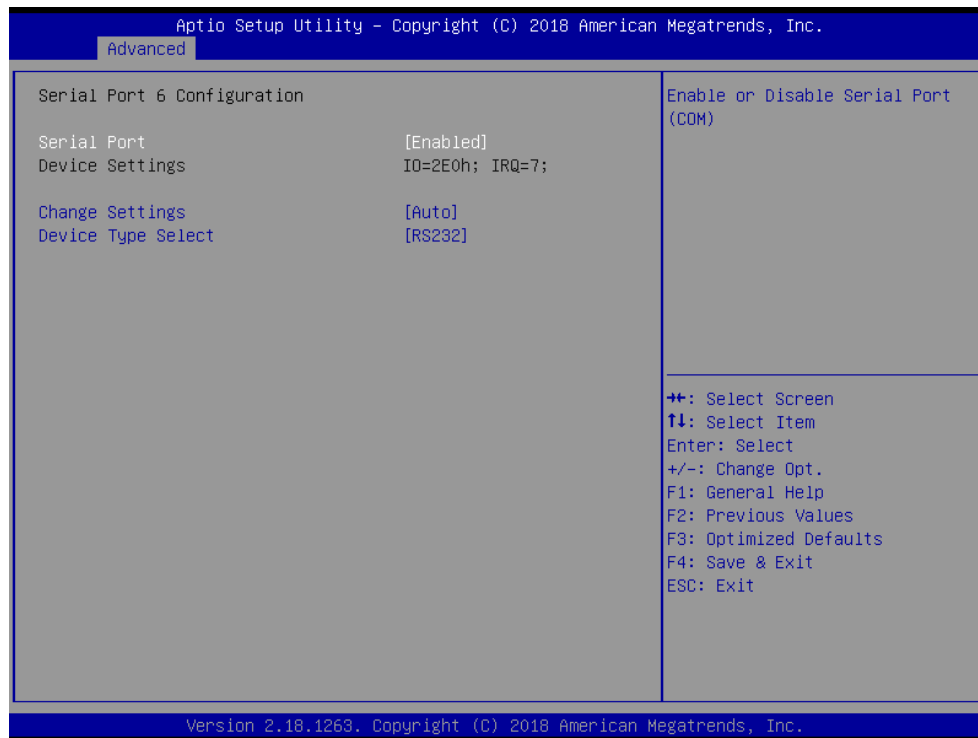 Aptio Setup Utility – Copyright (C) 2018 American Megatrends, Inc.
Advanced
Serial Port 6 Configuration
Serial Port [Enabled]
Device Settings IO=2E0h; IRQ=7;
Change Settings [Auto]
Device Type Select [RS232]
Enable or Disable Serial Port
(COM)
→←: Select Screen
↑↓: Select Item
Enter: Select
+/-: Change Opt.
F1: General Help
F2: Previous Values
F3: Optimized Defaults
F4: Save & Exit
ESC: Exit
Version 2.18.1263. Copyright (C) 2018 American Megatrends, Inc.